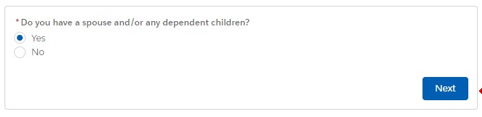 * Do you have a spouse and/or any dependent children?
Yes
No
Next